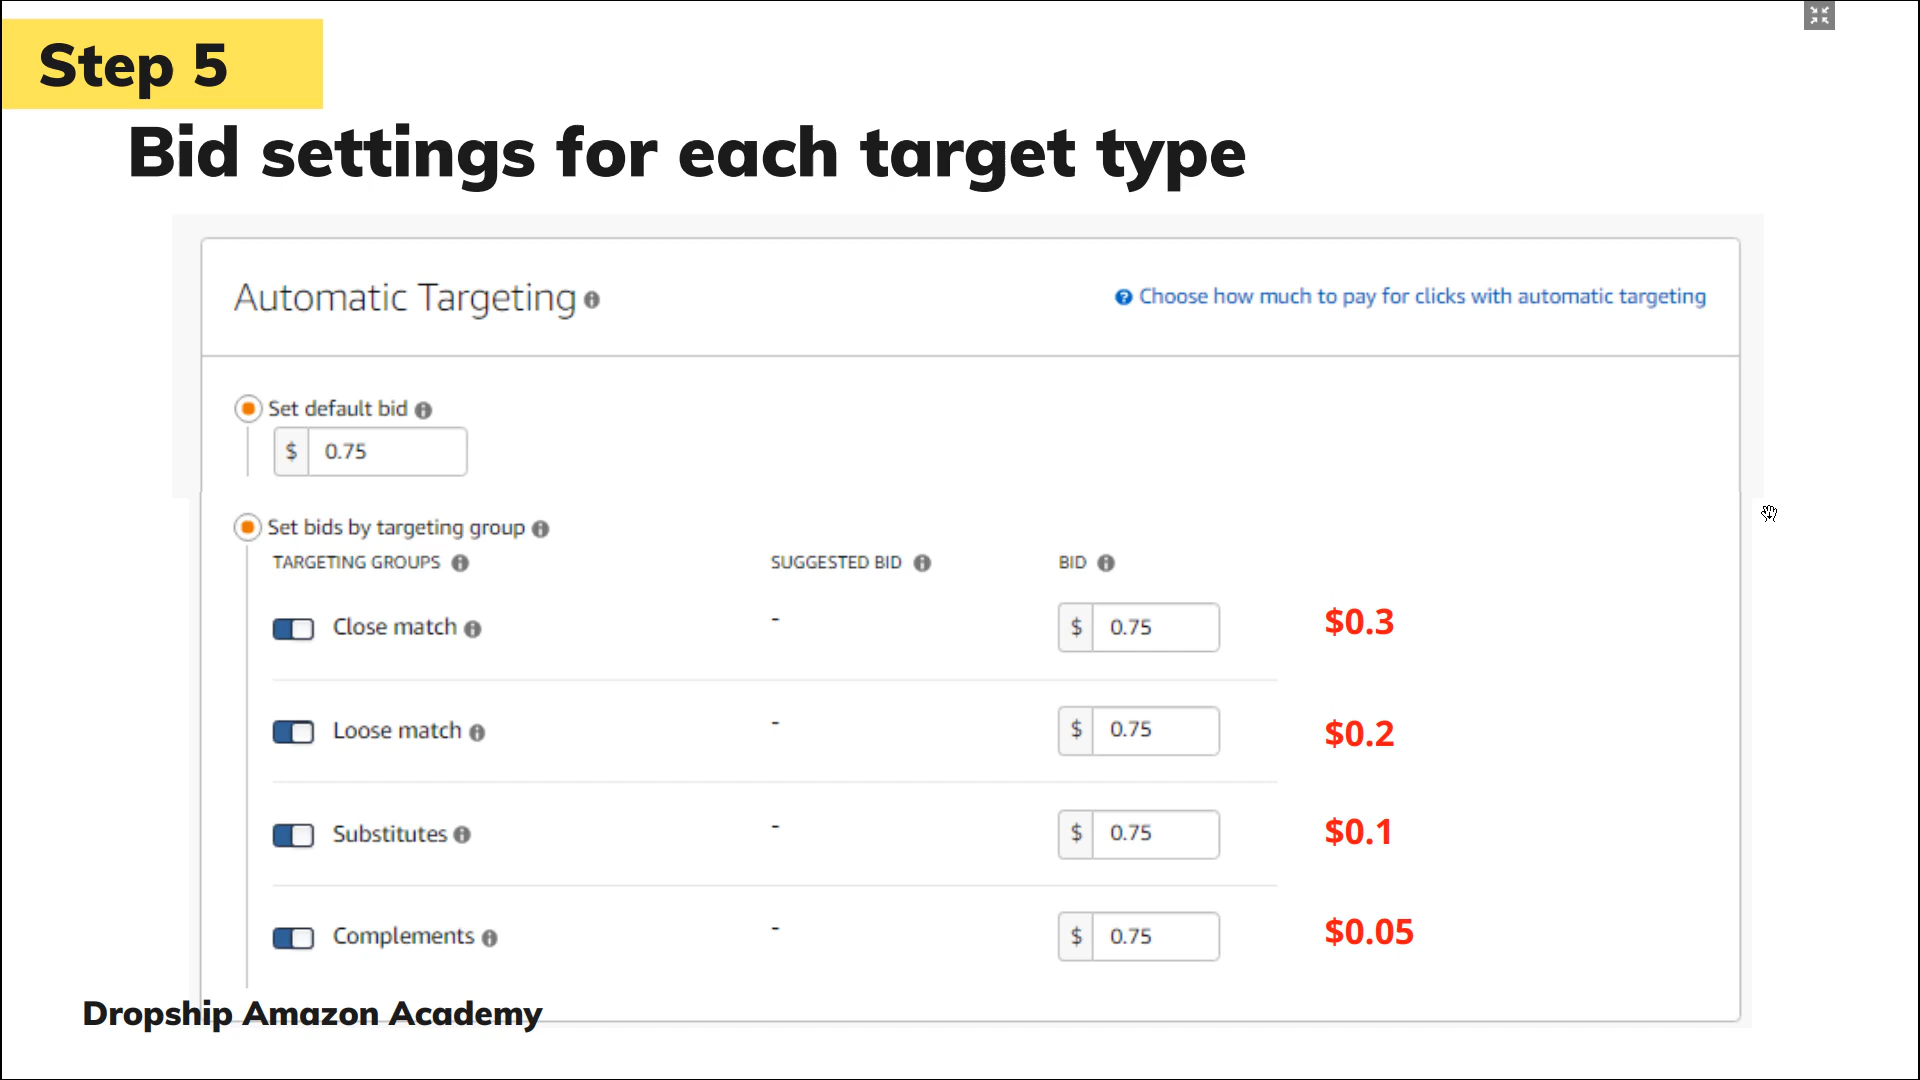 Step 5
Bid settings for each target type
Automatic Targeting
Choose how much to pay for clicks with automatic targeting
Set default bid
$ 0.75
Set bids by targeting group
TARGETING GROUPS SUGGESTED BID BID
Close match - $ 0.75 $0.3
Loose match - $ 0.75 $0.2
Substitutes - $ 0.75 $0.1
Complements - $ 0.75 $0.05
Dropship Amazon Academy